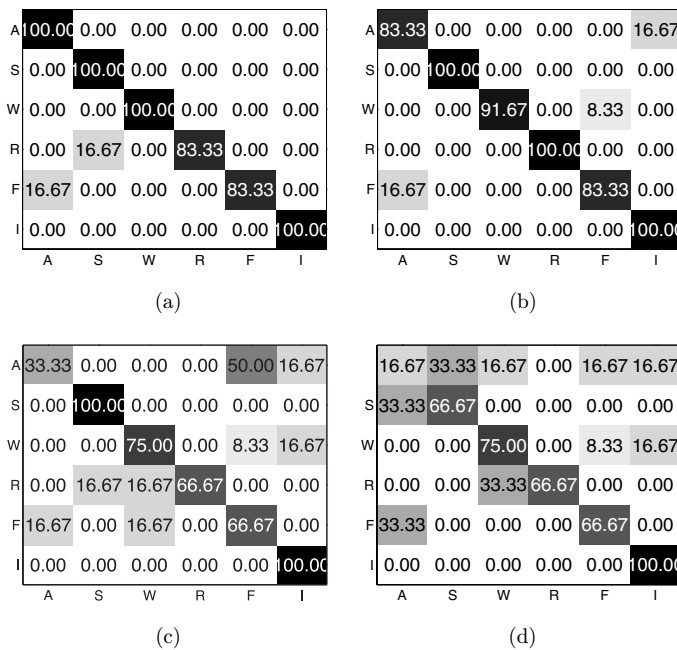 A 100.00 0.00 0.00 0.00 0.00 0.00
S 0.00 100.00 0.00 0.00 0.00 0.00
W 0.00 0.00 100.00 0.00 0.00 0.00
R 0.00 16.67 0.00 83.33 0.00 0.00
F 16.67 0.00 0.00 0.00 83.33 0.00
I 0.00 0.00 0.00 0.00 0.00 100.00
A S W R F I
(a)
A 83.33 0.00 0.00 0.00 0.00 16.67
S 0.00 100.00 0.00 0.00 0.00 0.00
W 0.00 0.00 91.67 0.00 8.33 0.00
R 0.00 0.00 0.00 100.00 0.00 0.00
F 16.67 0.00 0.00 0.00 83.33 0.00
I 0.00 0.00 0.00 0.00 0.00 100.00
A S W R F I
(b)
A 33.33 0.00 0.00 0.00 50.00 16.67
S 0.00 100.00 0.00 0.00 0.00 0.00
W 0.00 0.00 75.00 0.00 8.33 16.67
R 0.00 16.67 16.67 66.67 0.00 0.00
F 16.67 0.00 16.67 0.00 66.67 0.00
I 0.00 0.00 0.00 0.00 0.00 100.00
A S W R F I
(c)
A 16.67 33.33 16.67 0.00 16.67 16.67
S 33.33 66.67 0.00 0.00 0.00 0.00
W 0.00 0.00 75.00 0.00 8.33 16.67
R 0.00 0.00 33.33 66.67 0.00 0.00
F 33.33 0.00 0.00 0.00 66.67 0.00
I 0.00 0.00 0.00 0.00 0.00 100.00
A S W R F I
(d)